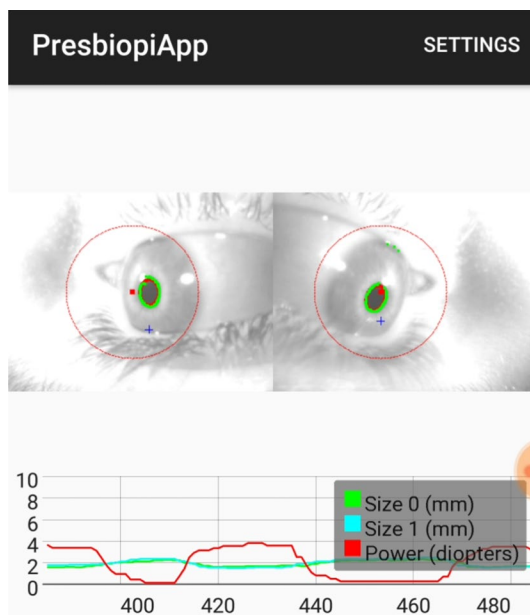 PresbiopiApp SETTINGS
10
8
6
4
2
0
400 420 440 460 480
Size 0 (mm)
Size 1 (mm)
Power (diopters)